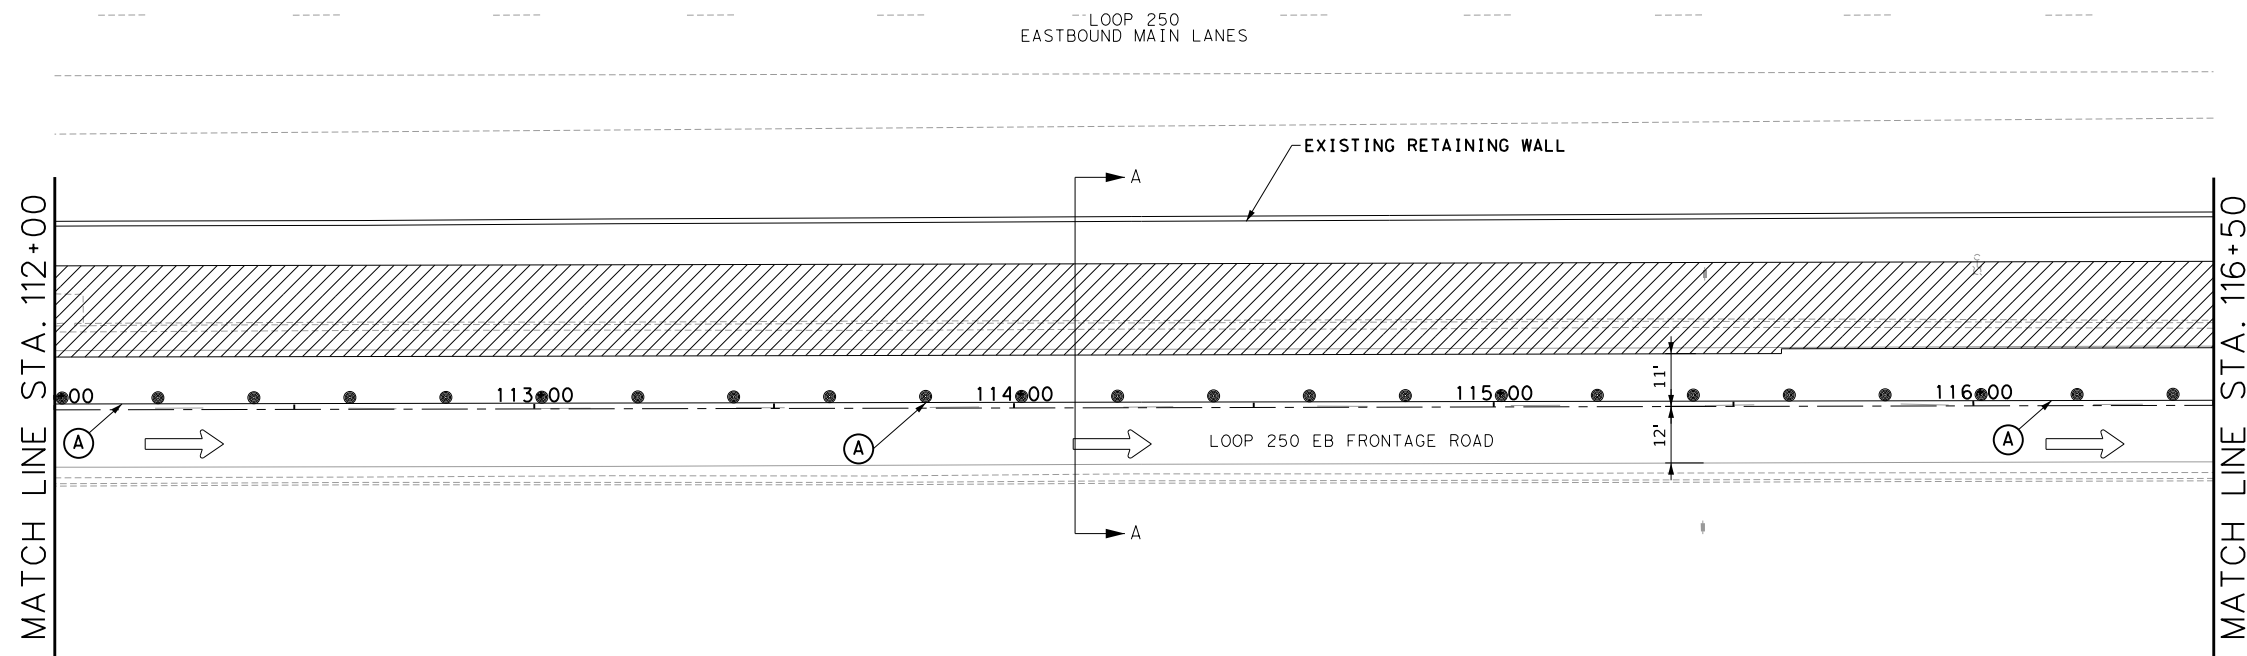 LOOP 250
EASTBOUND MAIN LANES
EXISTING RETAINING WALL
A
MATCH LINE STA. 112+00
MATCH LINE STA. 116+50
11'
00
113+00
114+00
115+00
116+00
A
A
LOOP 250 EB FRONTAGE ROAD
12'
A
A